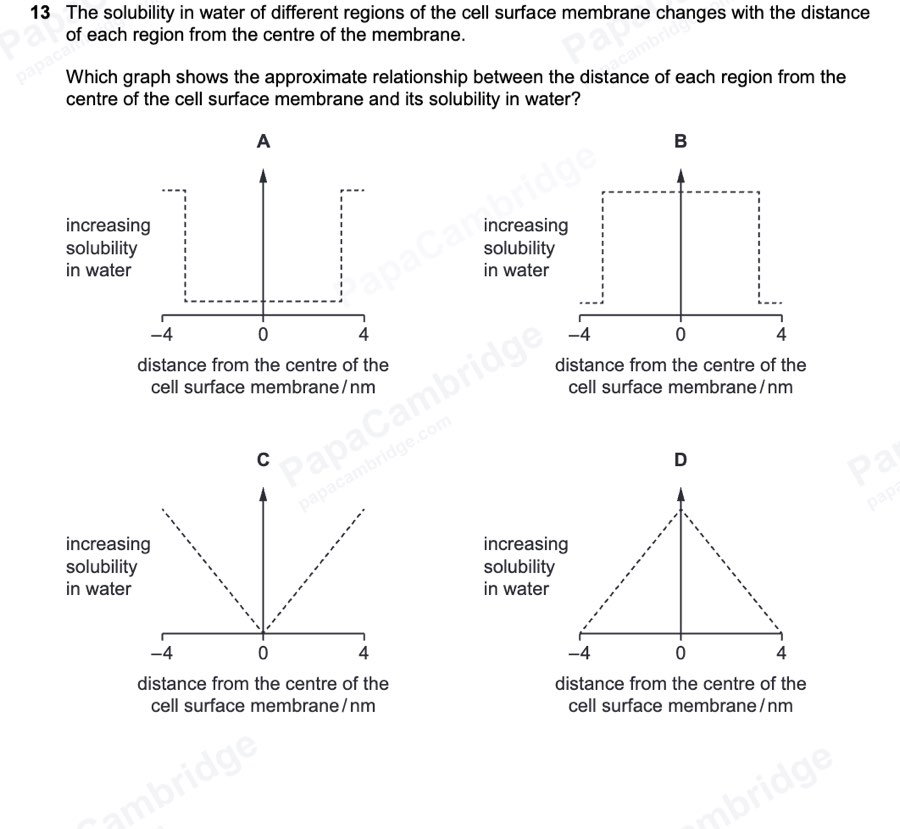 13 The solubility in water of different regions of the cell surface membrane changes with the distance
of each region from the centre of the membrane.
Which graph shows the approximate relationship between the distance of each region from the
centre of the cell surface membrane and its solubility in water?
A
increasing
solubility
in water
−4 0 4
distance from the centre of the
cell surface membrane / nm
B
increasing
solubility
in water
−4 0 4
distance from the centre of the
cell surface membrane / nm
C
increasing
solubility
in water
−4 0 4
distance from the centre of the
cell surface membrane / nm
D
increasing
solubility
in water
−4 0 4
distance from the centre of the
cell surface membrane / nm
PapaCambridge
PapaCambridge
papacambridge.com